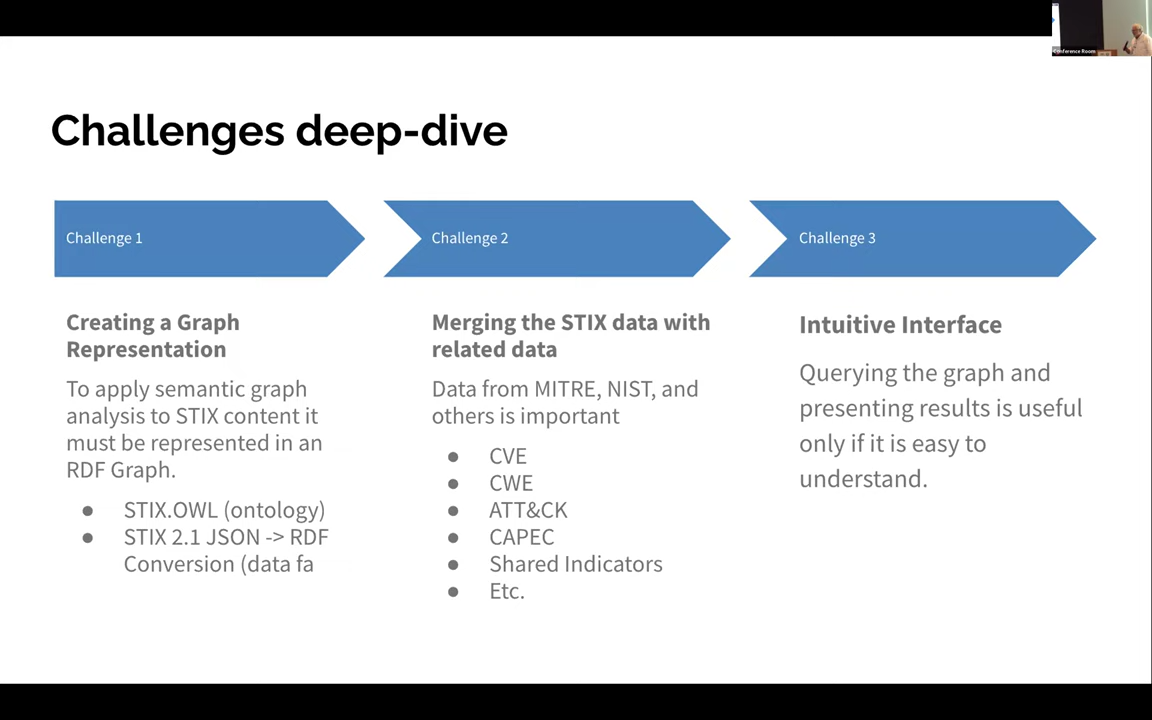 Conference Room
Challenges deep-dive
Challenge 1
Challenge 2
Challenge 3
Creating a Graph
Representation
To apply semantic graph
analysis to STIX content it
must be represented in an
RDF Graph.
● STIX.OWL (ontology)
● STIX 2.1 JSON -> RDF
Conversion (data fa
Merging the STIX data with
related data
Data from MITRE, NIST, and
others is important
● CVE
● CWE
● ATT&CK
● CAPEC
● Shared Indicators
● Etc.
Intuitive Interface
Querying the graph and
presenting results is useful
only if it is easy to
understand.